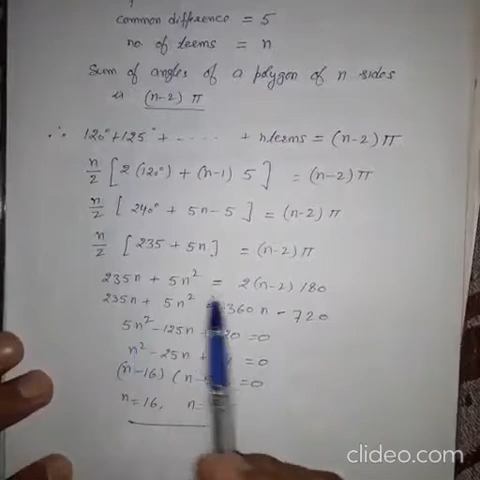 common difference = 5
no. of terms = n
Sum of angles of a polygon of n sides
is (n-2) π
∴ 120° + 125° + ------ + n terms = (n-2) π
n/2 [ 2 (120°) + (n-1) 5 ] = (n-2) π
n/2 [ 240° + 5n - 5 ] = (n-2) π
n/2 [ 235 + 5n ] = (n-2) π
235n + 5n² = 2(n-2) 180
235n + 5n² 360n - 720
5n² - 125n + 20 = 0
n² - 25n + = 0
(n-16) (n- = 0
n = 16, n =
clideo.com